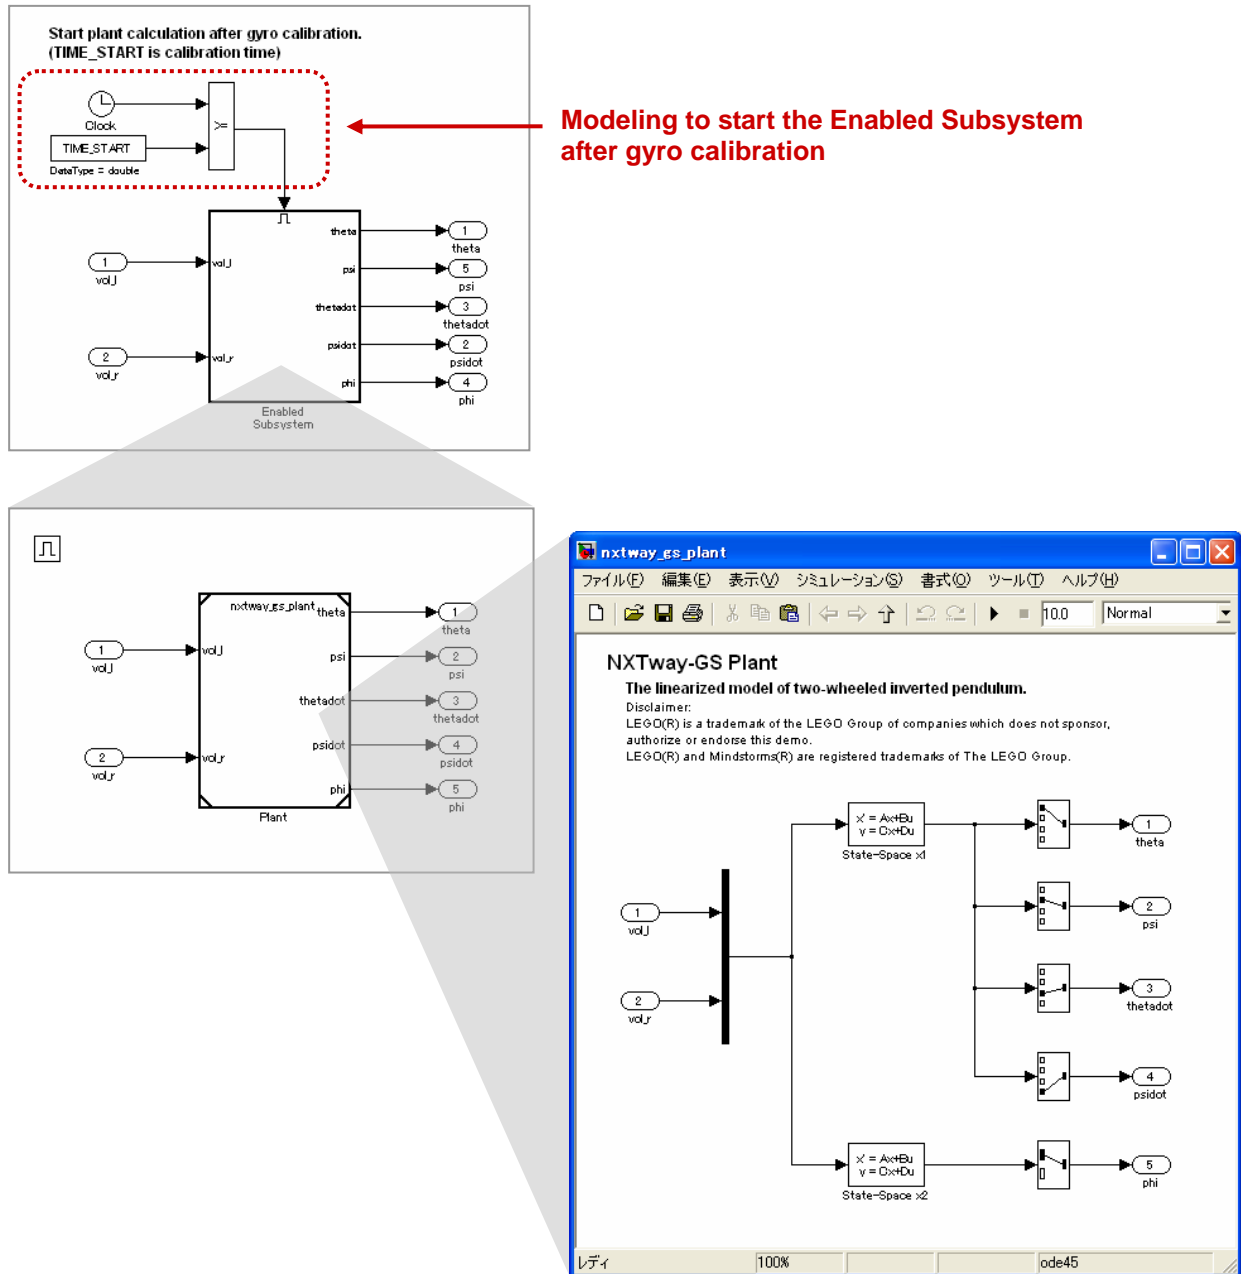 Start plant calculation after gyro calibration.
(TIME_START is calibration time)
Clock
TIME_START
DataType = double
>=
Modeling to start the Enabled Subsystem
after gyro calibration
1
vol_l
2
vol_r
vol_l
vol_r
theta
psi
thetadot
psidot
phi
Enabled
Subsystem
1
theta
5
psi
3
thetadot
2
psidot
4
phi
1
vol_l
2
vol_r
nxtway_gs_plant
vol_l
vol_r
theta
psi
thetadot
psidot
phi
Plant
1
theta
2
psi
3
thetadot
4
psidot
5
phi
nxtway_gs_plant
ファイル(F) 編集(E) 表示(V) シミュレーション(S) 書式(O) ツール(T) ヘルプ(H)
10.0 Normal
NXTway-GS Plant
The linearized model of two-wheeled inverted pendulum.
Disclaimer:
LEGO(R) is a trademark of the LEGO Group of companies which does not sponsor,
authorize or endorse this demo.
LEGO(R) and Mindstorms(R) are registered trademarks of The LEGO Group.
1
vol_l
2
vol_r
x' = Ax+Bu
y = Cx+Du
State-Space x1
1
theta
2
psi
3
thetadot
4
psidot
x' = Ax+Bu
y = Cx+Du
State-Space x2
5
phi
レディ 100% ode45